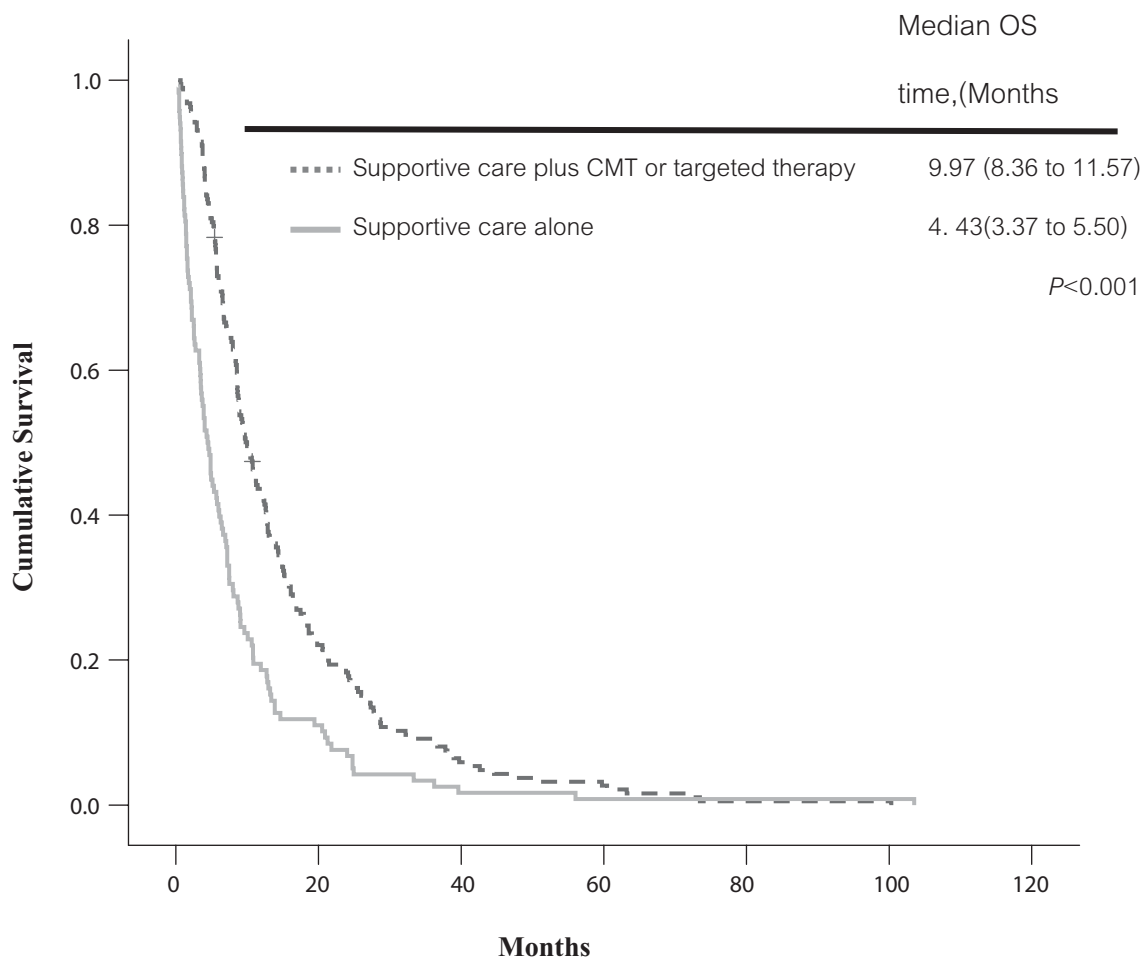 Median OS
time,(Months
Supportive care plus CMT or targeted therapy 9.97 (8.36 to 11.57)
Supportive care alone 4. 43(3.37 to 5.50)
P<0.001
Cumulative Survival
1.0
0.8
0.6
0.4
0.2
0.0
0 20 40 60 80 100 120
Months